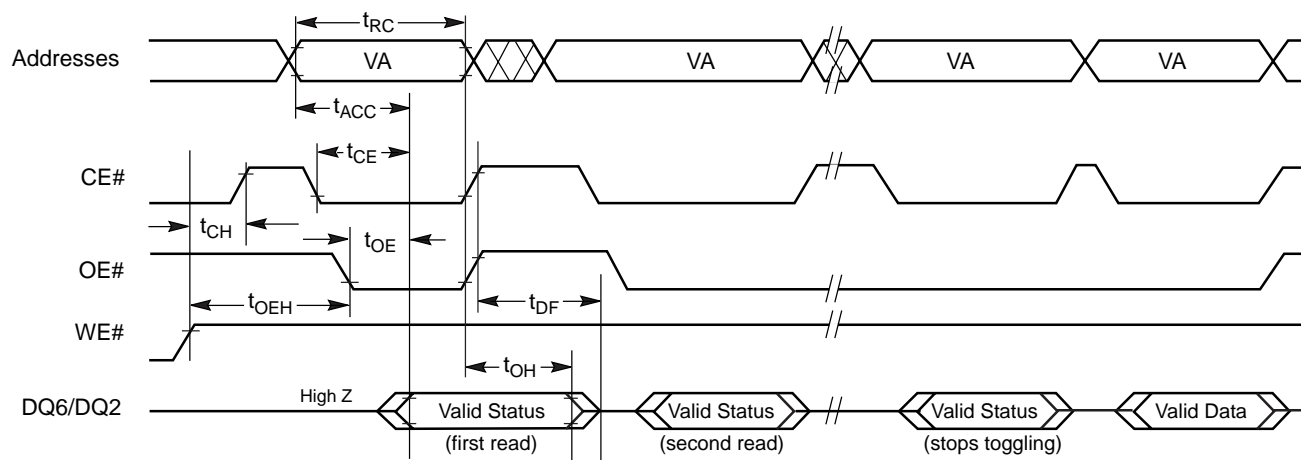 tRC
Addresses VA VA VA VA
tACC
tCE
CE#
tCH tOE
OE#
tOEH tDF
WE#
tOH
High Z
DQ6/DQ2 Valid Status Valid Status Valid Status Valid Data
(first read) (second read) (stops toggling)